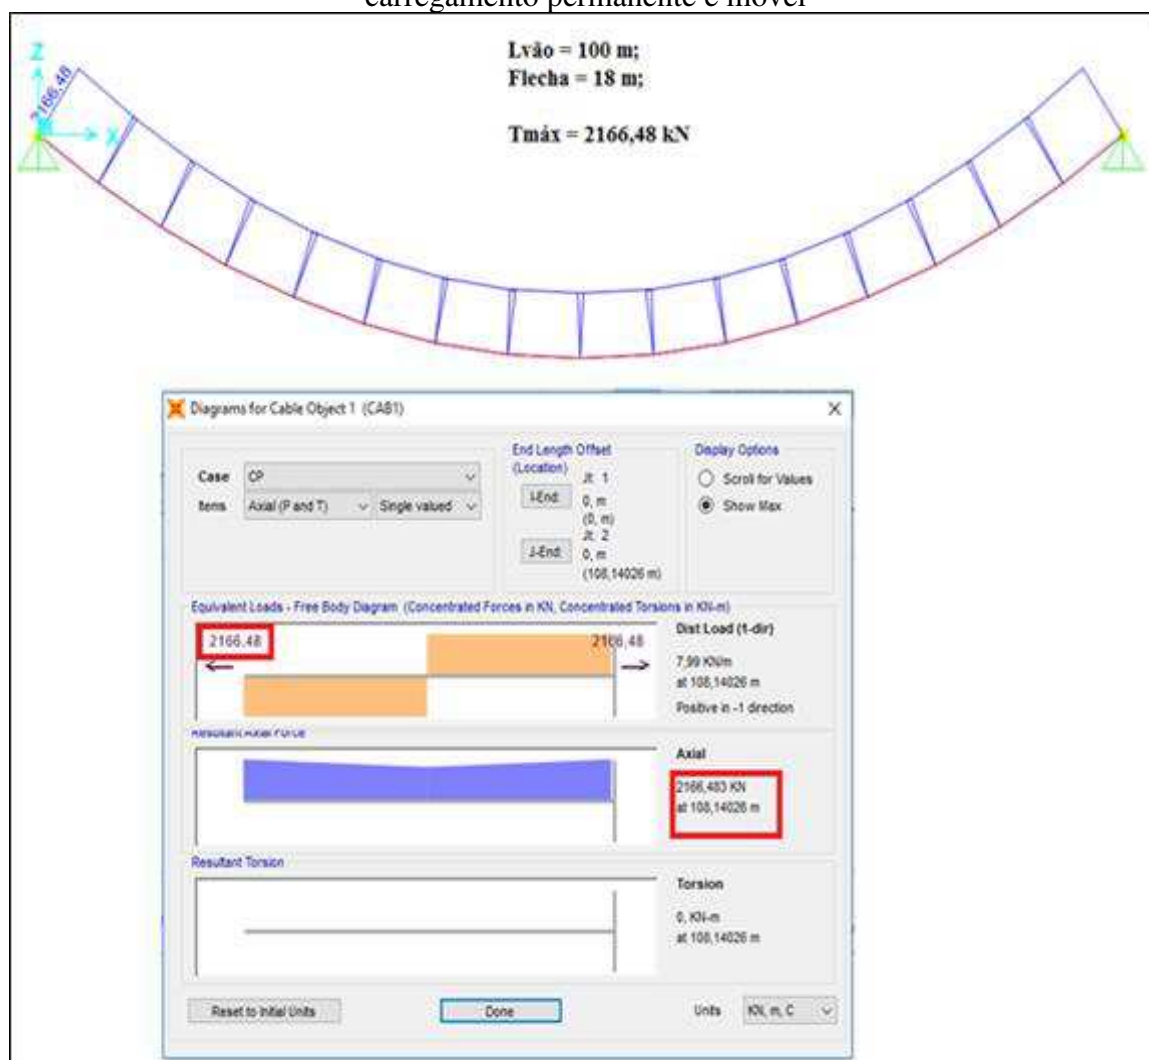 carregamento permanente e móvel
Lvão = 100 m;
Flecha = 18 m;
Tmáx = 2166,48 kN
Z
2166,48
X
Diagrams for Cable Object 1 (CAB1)
Case CP
Items Axial (P and T) Single valued
End Length Offset
(Location)
Jt: 1
I-End: 0, m
(0, m)
Jt: 2
J-End: 0, m
(108,14026 m)
Display Options
Scroll for Values
Show Max
Equivalent Loads - Free Body Diagram (Concentrated Forces in KN, Concentrated Torsions in KN-m)
2166,48
2166,48
Dist Load (1-dir)
7,99 KN/m
at 108,14026 m
Positive in -1 direction
Resultant Axial Force
Axial
2166,483 KN
at 108,14026 m
Resultant Torsion
Torsion
0, KN-m
at 108,14026 m
Reset to Initial Units
Done
Units KN, m, C